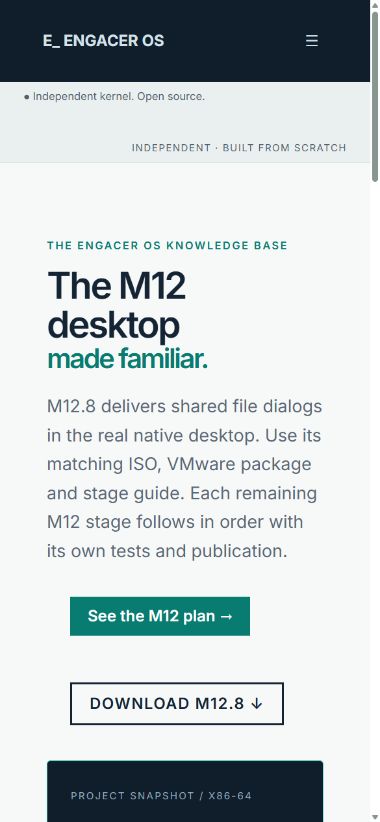 E_ ENGACER OS
☰
● Independent kernel. Open source.
INDEPENDENT · BUILT FROM SCRATCH
THE ENGACER OS KNOWLEDGE BASE
The M12
desktop
made familiar.
M12.8 delivers shared file dialogs
in the real native desktop. Use its
matching ISO, VMware package
and stage guide. Each remaining
M12 stage follows in order with
its own tests and publication.
See the M12 plan →
DOWNLOAD M12.8 ↓
PROJECT SNAPSHOT / X86-64